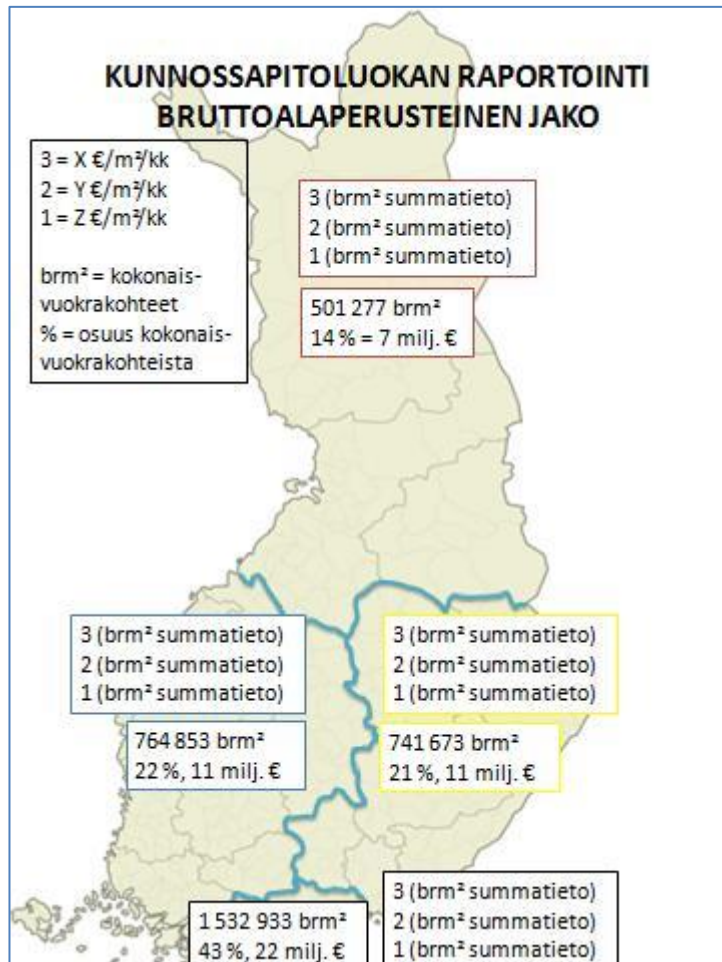 KUNNOSSAPITOLUOKAN RAPORTOINTI
BRUTTOALAPERUSTEINEN JAKO
3 = X €/m²/kk
2 = Y €/m²/kk
1 = Z €/m²/kk
brm² = kokonais-
vuokrakohteet
% = osuus kokonais-
vuokrakohteista
3 (brm² summatieto)
2 (brm² summatieto)
1 (brm² summatieto)
501 277 brm²
14 % = 7 milj. €
3 (brm² summatieto)
2 (brm² summatieto)
1 (brm² summatieto)
764 853 brm²
22 %, 11 milj. €
3 (brm² summatieto)
2 (brm² summatieto)
1 (brm² summatieto)
741 673 brm²
21 %, 11 milj. €
1 532 933 brm²
43 %, 22 milj. €
3 (brm² summatieto)
2 (brm² summatieto)
1 (brm² summatieto)